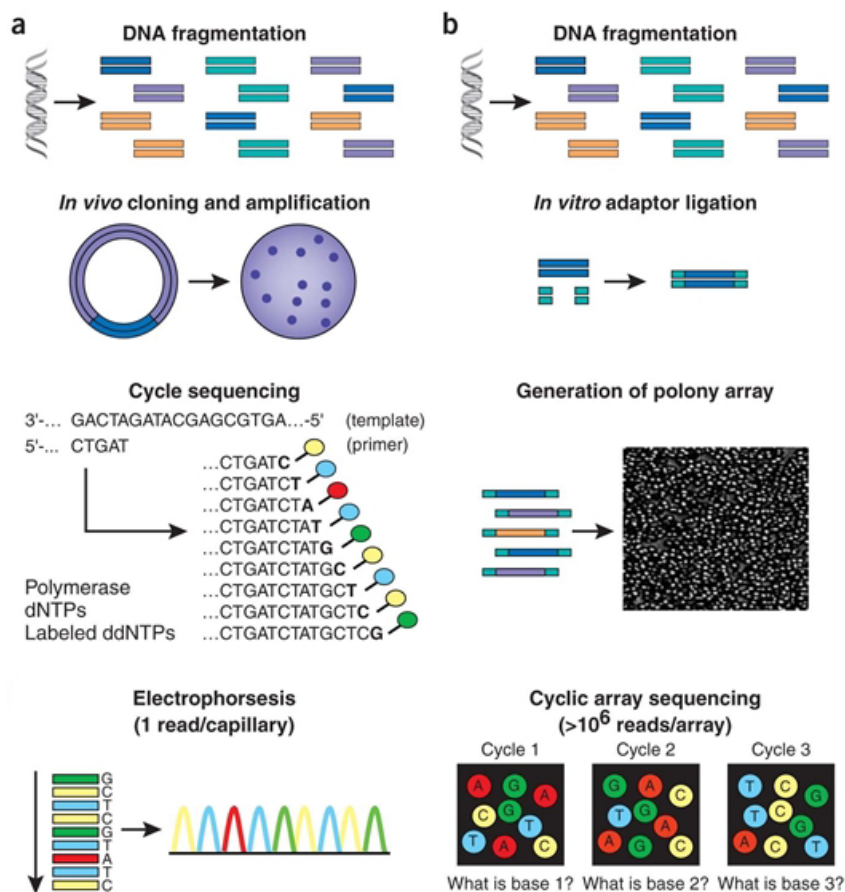 a
DNA fragmentation
In vivo cloning and amplification
Cycle sequencing
3'-... GACTAGATACGAGCGTGA...-5' (template)
5'-... CTGAT (primer)
...CTGATC
...CTGATCT
...CTGATCTA
...CTGATCTAT
...CTGATCTATG
...CTGATCTATGC
...CTGATCTATGCT
...CTGATCTATGCTC
...CTGATCTATGCTCG
Polymerase
dNTPs
Labeled ddNTPs
Electrophorsesis
(1 read/capillary)
G
C
T
C
G
T
A
T
C
b
DNA fragmentation
In vitro adaptor ligation
Generation of polony array
Cyclic array sequencing
(>10⁶ reads/array)
Cycle 1
A G A
C G T
T A C
What is base 1?
Cycle 2
G A C
T G A
A G C
What is base 2?
Cycle 3
T C G
T C G
A C T
What is base 3?